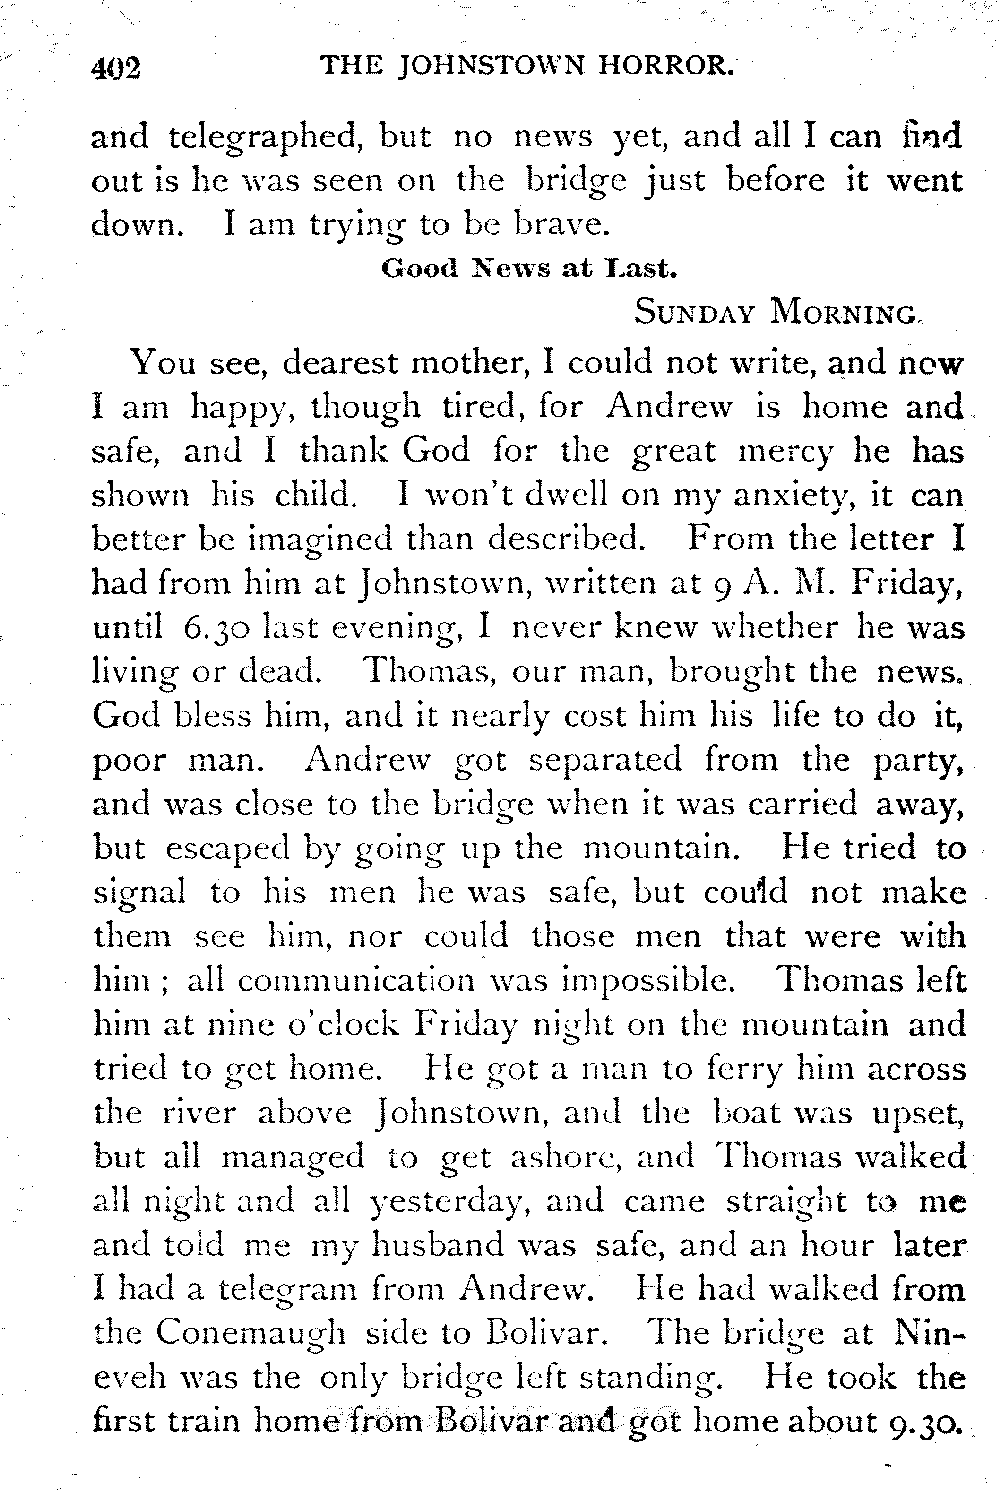 402 THE JOHNSTOWN HORROR.
and telegraphed, but no news yet, and all I can find
out is he was seen on the bridge just before it went
down. I am trying to be brave.
Good News at Last.
SUNDAY MORNING.
You see, dearest mother, I could not write, and now
I am happy, though tired, for Andrew is home and
safe, and I thank God for the great mercy he has
shown his child. I won't dwell on my anxiety, it can
better be imagined than described. From the letter I
had from him at Johnstown, written at 9 A. M. Friday,
until 6.30 last evening, I never knew whether he was
living or dead. Thomas, our man, brought the news.
God bless him, and it nearly cost him his life to do it,
poor man. Andrew got separated from the party,
and was close to the bridge when it was carried away,
but escaped by going up the mountain. He tried to
signal to his men he was safe, but could not make
them see him, nor could those men that were with
him ; all communication was impossible. Thomas left
him at nine o'clock Friday night on the mountain and
tried to get home. He got a man to ferry him across
the river above Johnstown, and the boat was upset,
but all managed to get ashore, and Thomas walked
all night and all yesterday, and came straight to me
and told me my husband was safe, and an hour later
I had a telegram from Andrew. He had walked from
the Conemaugh side to Bolivar. The bridge at Nin-
eveh was the only bridge left standing. He took the
first train home from Bolivar and got home about 9.30.